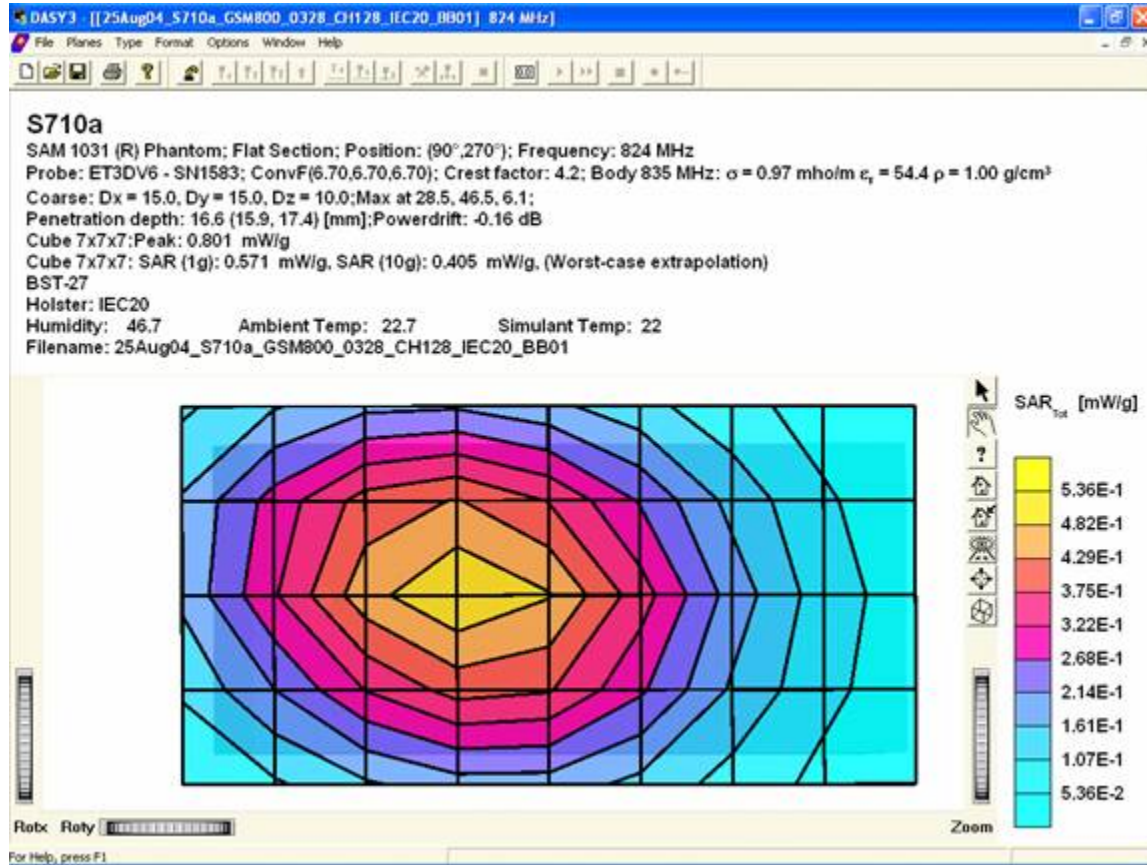 DASY3 - [[25Aug04_S710a_GSM800_0328_CH128_IEC20_BB01] 824 MHz]
File Planes Type Format Options Window Help
S710a
SAM 1031 (R) Phantom; Flat Section; Position: (90°,270°); Frequency: 824 MHz
Probe: ET3DV6 - SN1583; ConvF(6.70,6.70,6.70); Crest factor: 4.2; Body 835 MHz: σ = 0.97 mho/m εr = 54.4 ρ = 1.00 g/cm³
Coarse: Dx = 15.0, Dy = 15.0, Dz = 10.0;Max at 28.5, 46.5, 6.1;
Penetration depth: 16.6 (15.9, 17.4) [mm];Powerdrift: -0.16 dB
Cube 7x7x7:Peak: 0.801 mW/g
Cube 7x7x7: SAR (1g): 0.571 mW/g, SAR (10g): 0.405 mW/g, (Worst-case extrapolation)
BST-27
Holster: IEC20
Humidity: 46.7 Ambient Temp: 22.7 Simulant Temp: 22
Filename: 25Aug04_S710a_GSM800_0328_CH128_IEC20_BB01
SAR Tot [mW/g]
5.36E-1
4.82E-1
4.29E-1
3.75E-1
3.22E-1
2.68E-1
2.14E-1
1.61E-1
1.07E-1
5.36E-2
Rotx Roty Zoom
For Help, press F1